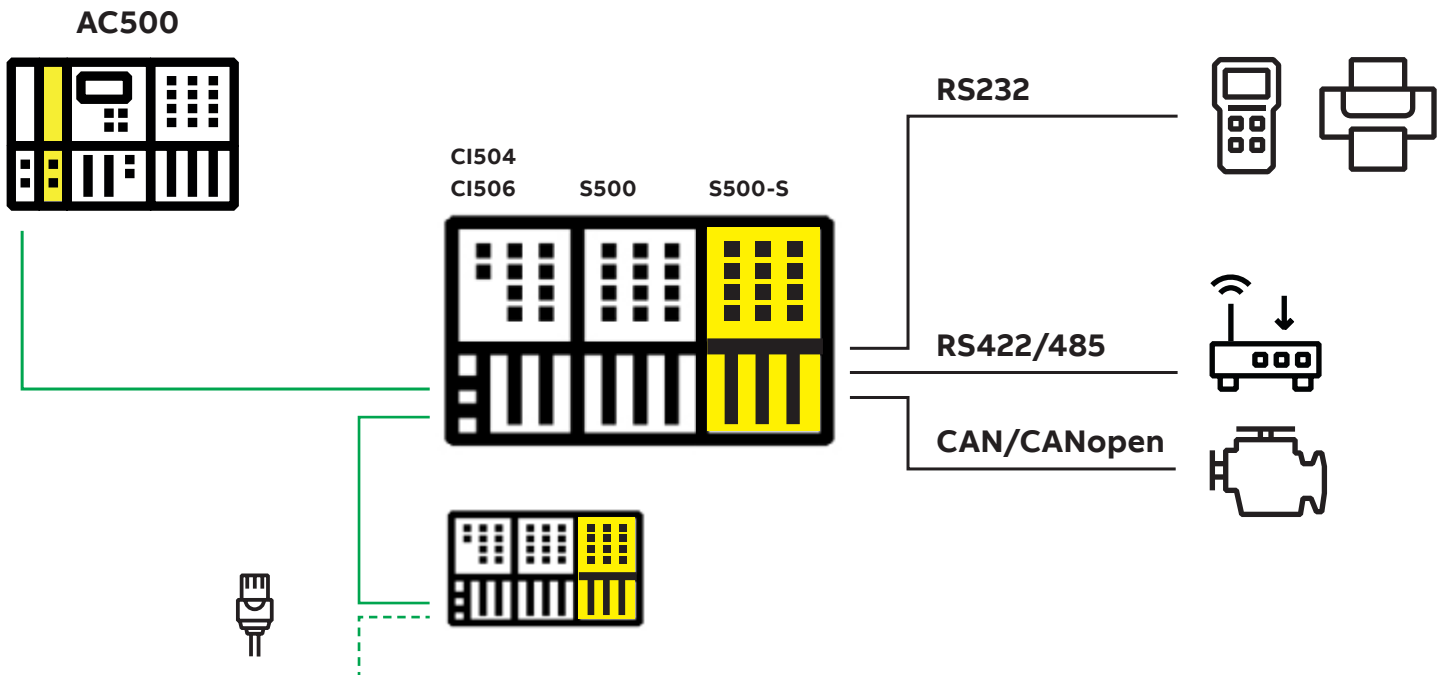 AC500
CI504
CI506
S500
S500-S
RS232
RS422/485
CAN/CANopen